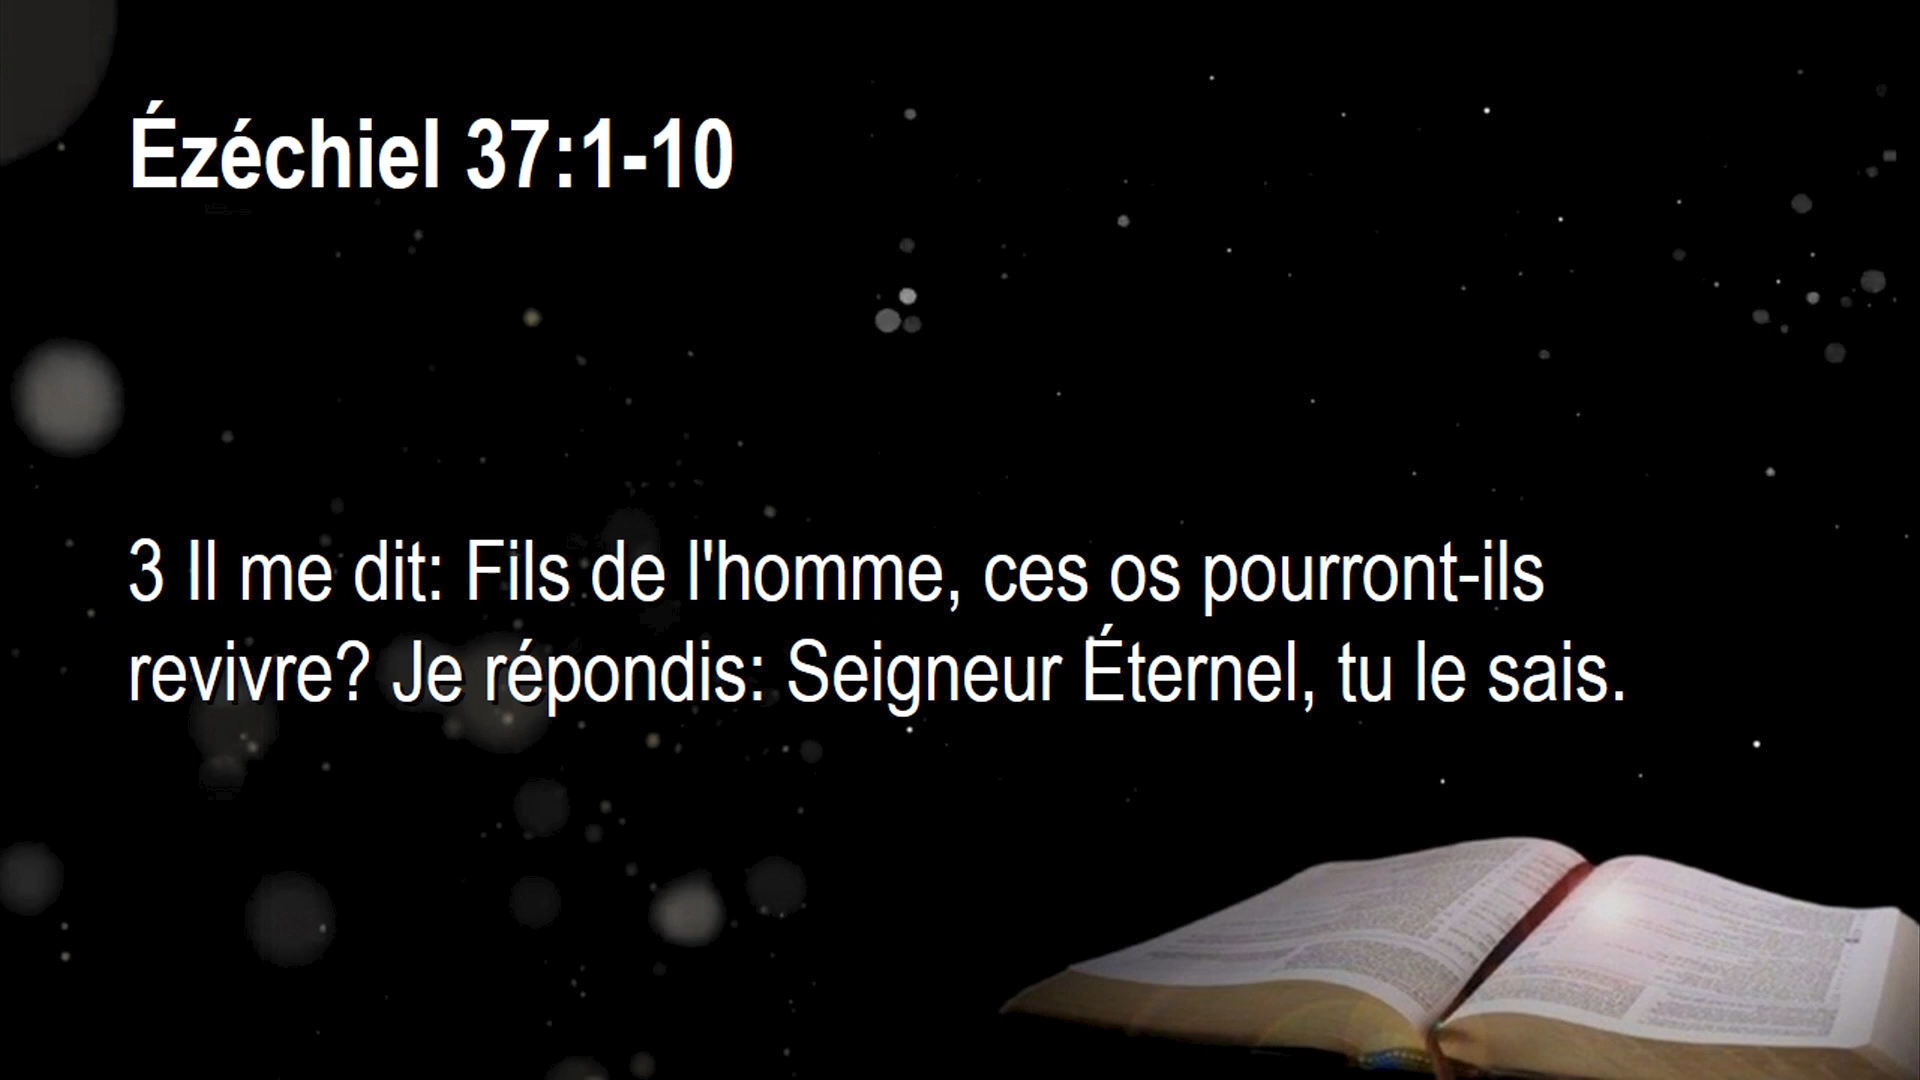 Ézéchiel 37:1-10
3 Il me dit: Fils de l'homme, ces os pourront-ils
revivre? Je répondis: Seigneur Éternel, tu le sais.